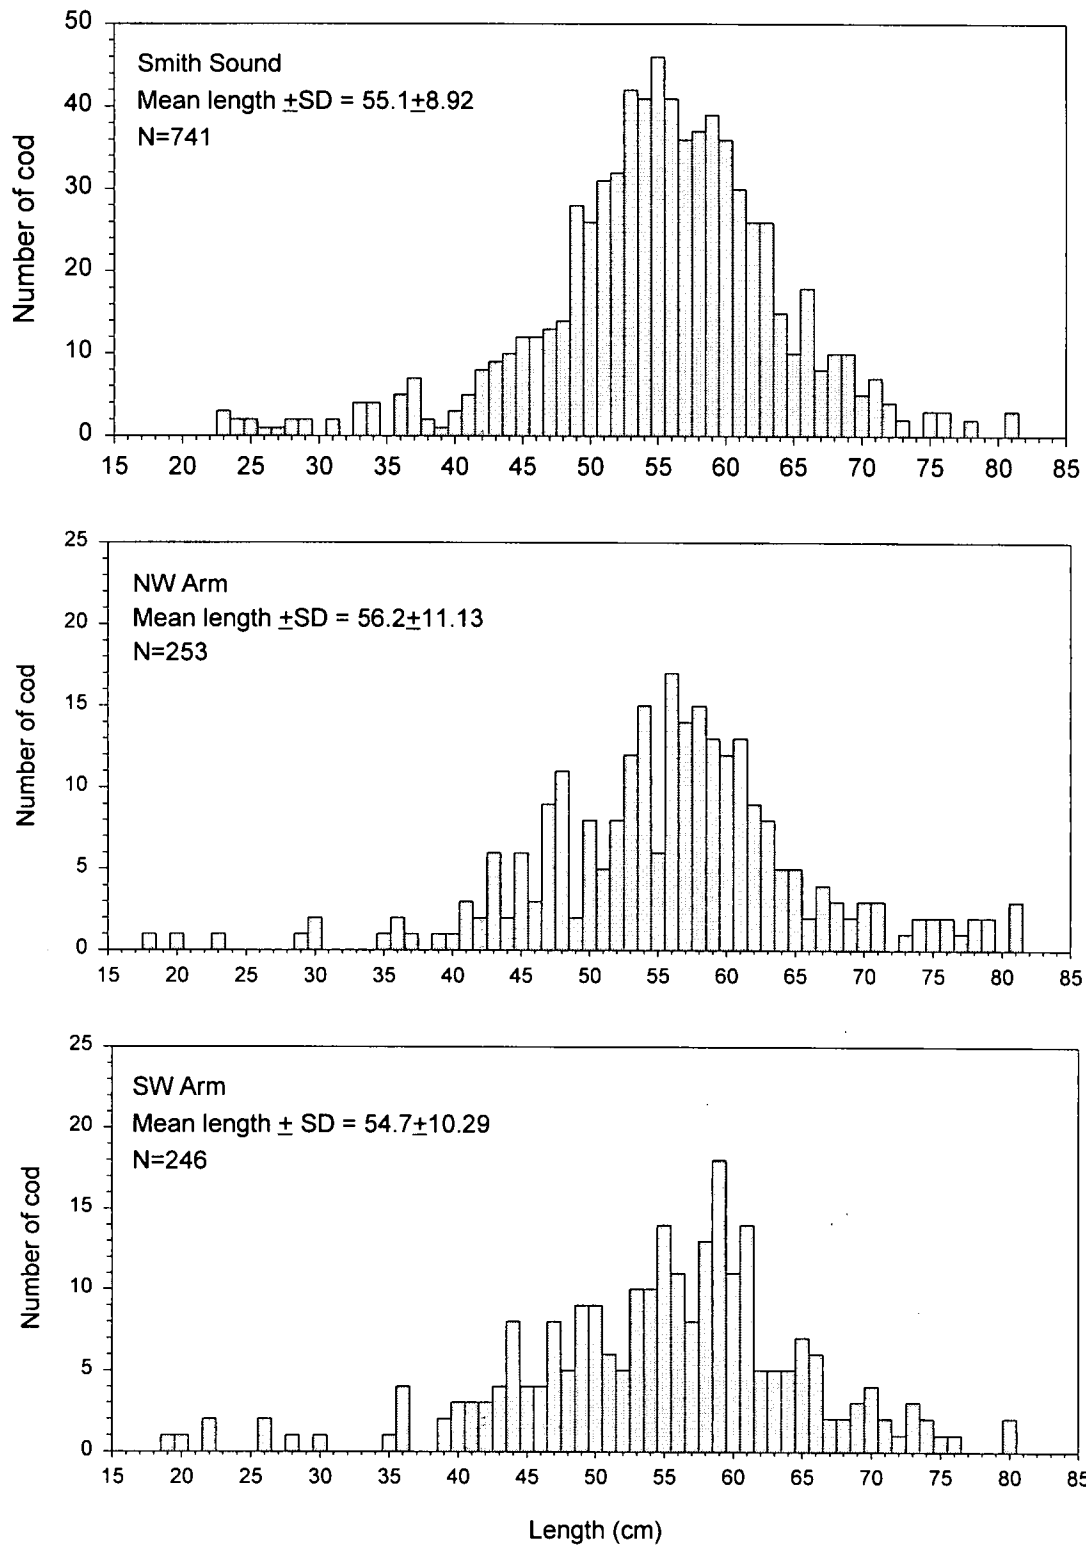 Number of cod
50
40
30
20
10
0
Smith Sound
Mean length ±SD = 55.1±8.92
N=741
15 20 25 30 35 40 45 50 55 60 65 70 75 80 85
Number of cod
25
20
15
10
5
0
NW Arm
Mean length ±SD = 56.2±11.13
N=253
15 20 25 30 35 40 45 50 55 60 65 70 75 80 85
Number of cod
25
20
15
10
5
0
SW Arm
Mean length ± SD = 54.7±10.29
N=246
15 20 25 30 35 40 45 50 55 60 65 70 75 80 85
Length (cm)